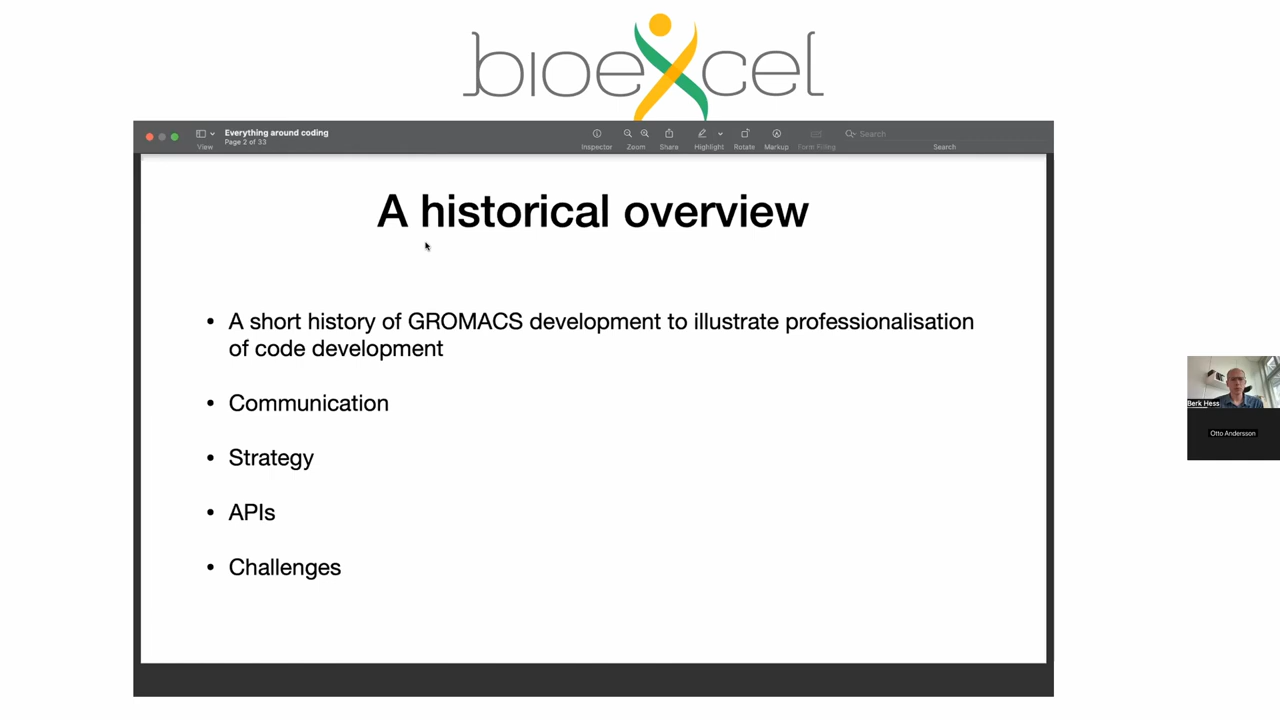 bioexcel
Everything around coding
Page 2 of 33
View
Inspector
Zoom
Share
Highlight
Rotate
Markup
Form Filling
Search
Search
A historical overview
• A short history of GROMACS development to illustrate professionalisation
of code development
• Communication
• Strategy
• APIs
• Challenges
Berk Hess
Otto Andersson